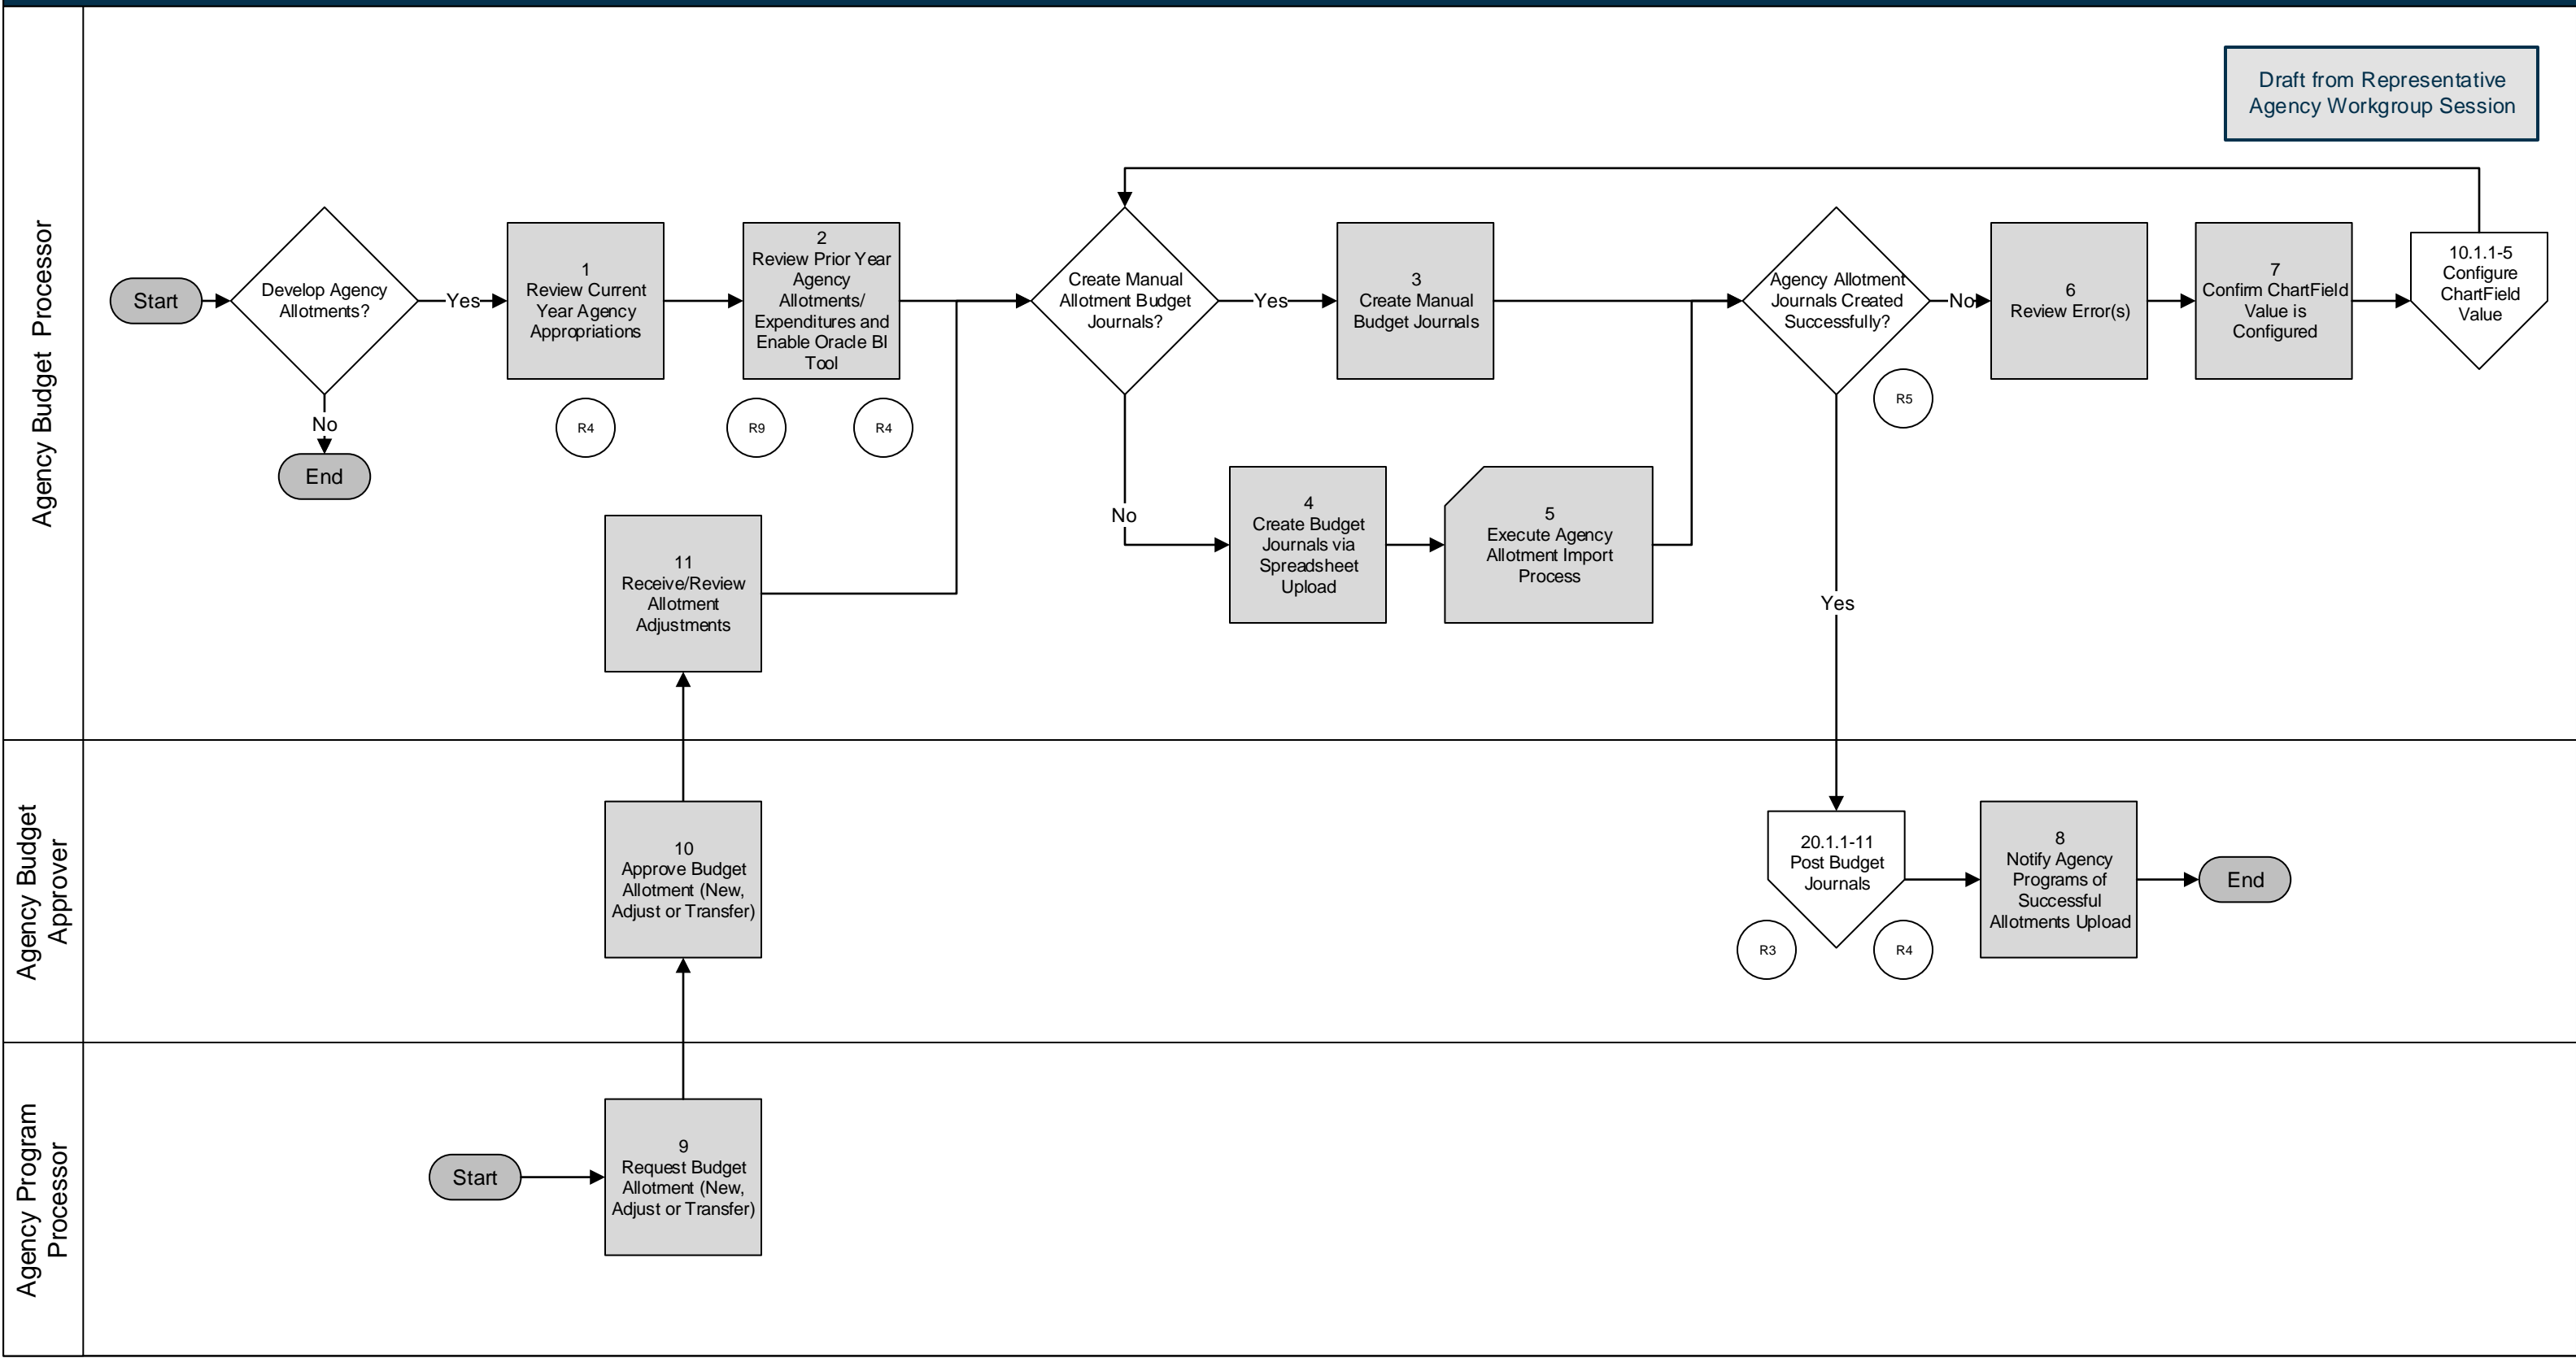 Draft from Representative
Agency Workgroup Session
Agency Budget Processor
Start
Develop Agency
Allotments?
Yes
No
End
1
Review Current
Year Agency
Appropriations
R4
2
Review Prior Year
Agency
Allotments/
Expenditures and
Enable Oracle BI
Tool
R9
R4
11
Receive/Review
Allotment
Adjustments
Create Manual
Allotment Budget
Journals?
Yes
No
3
Create Manual
Budget Journals
4
Create Budget
Journals via
Spreadsheet
Upload
5
Execute Agency
Allotment Import
Process
Agency Allotment
Journals Created
Successfully?
No
R5
Yes
6
Review Error(s)
7
Confirm ChartField
Value is
Configured
10.1.1-5
Configure
ChartField
Value
Agency Budget
Approver
10
Approve Budget
Allotment (New,
Adjust or Transfer)
20.1.1-11
Post Budget
Journals
R3
R4
8
Notify Agency
Programs of
Successful
Allotments Upload
End
Agency Program
Processor
Start
9
Request Budget
Allotment (New,
Adjust or Transfer)